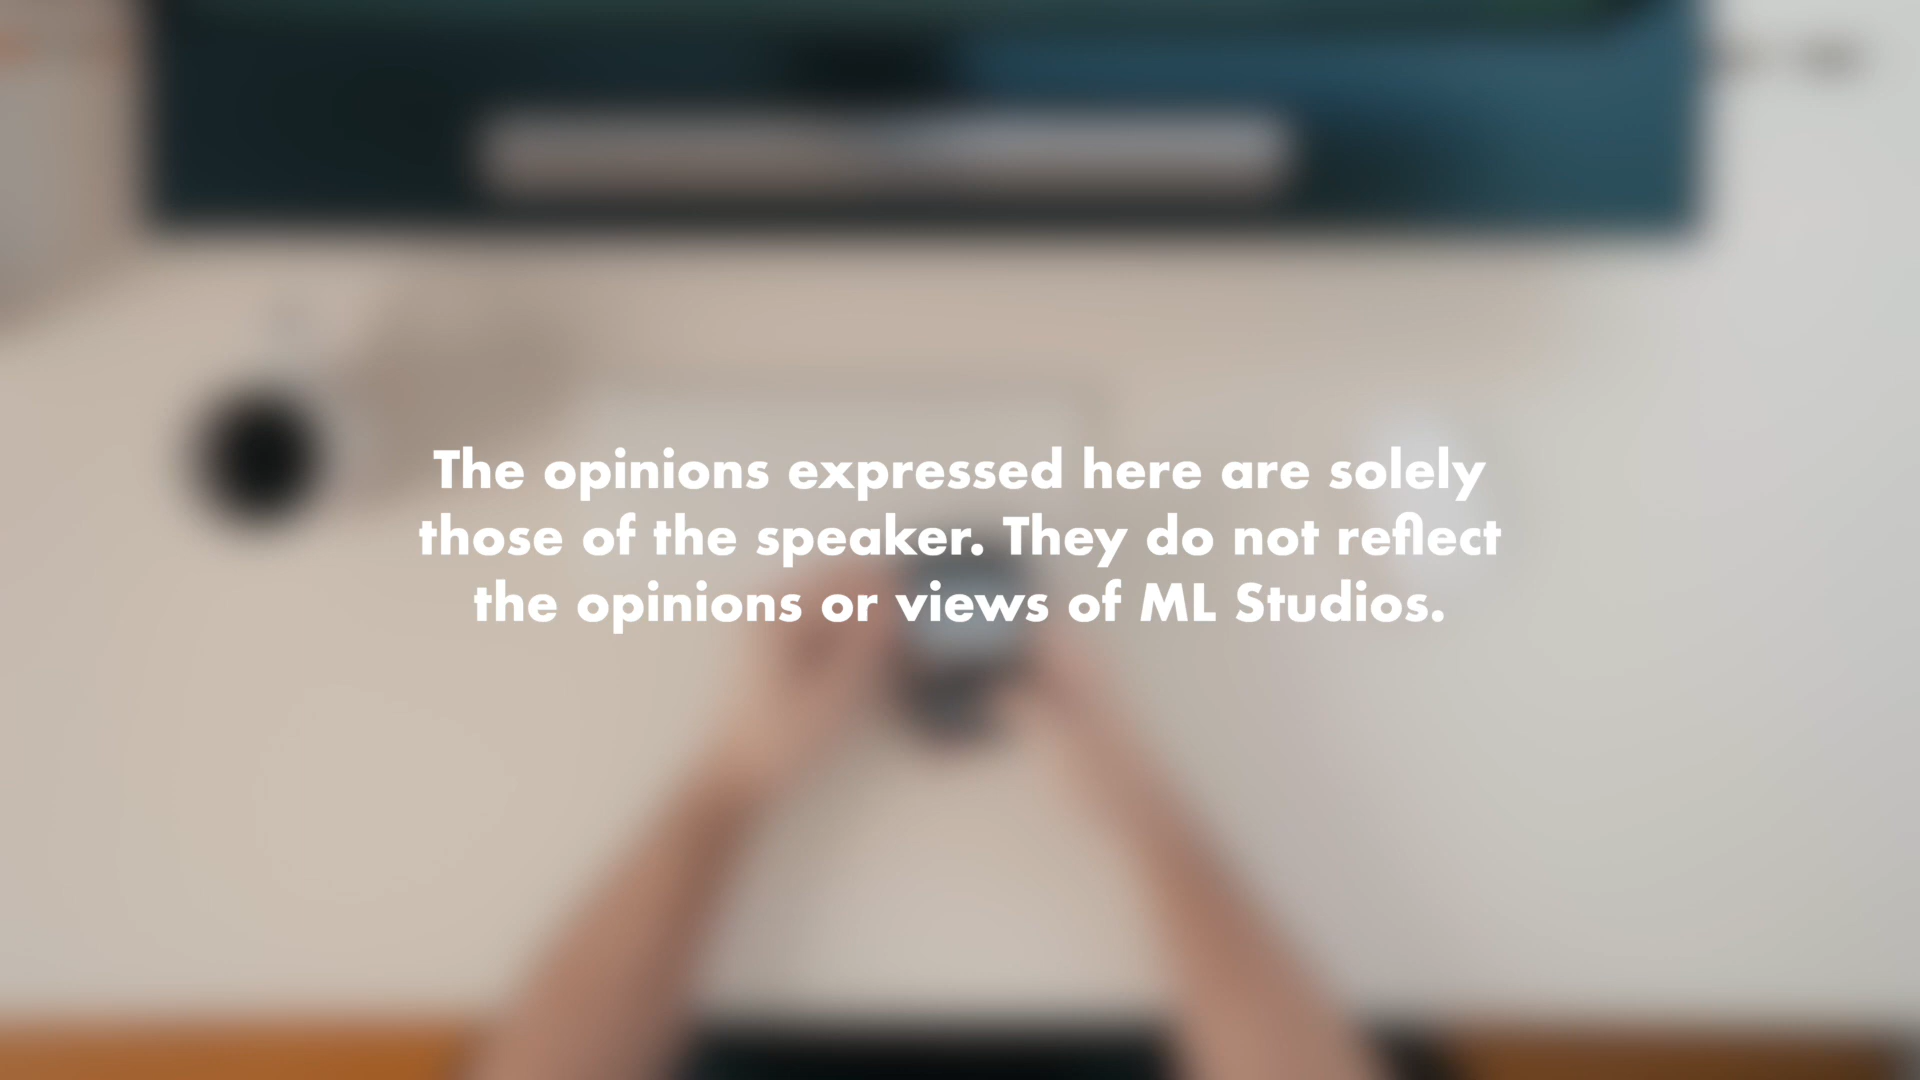 The opinions expressed here are solely
those of the speaker. They do not reflect
the opinions or views of ML Studios.